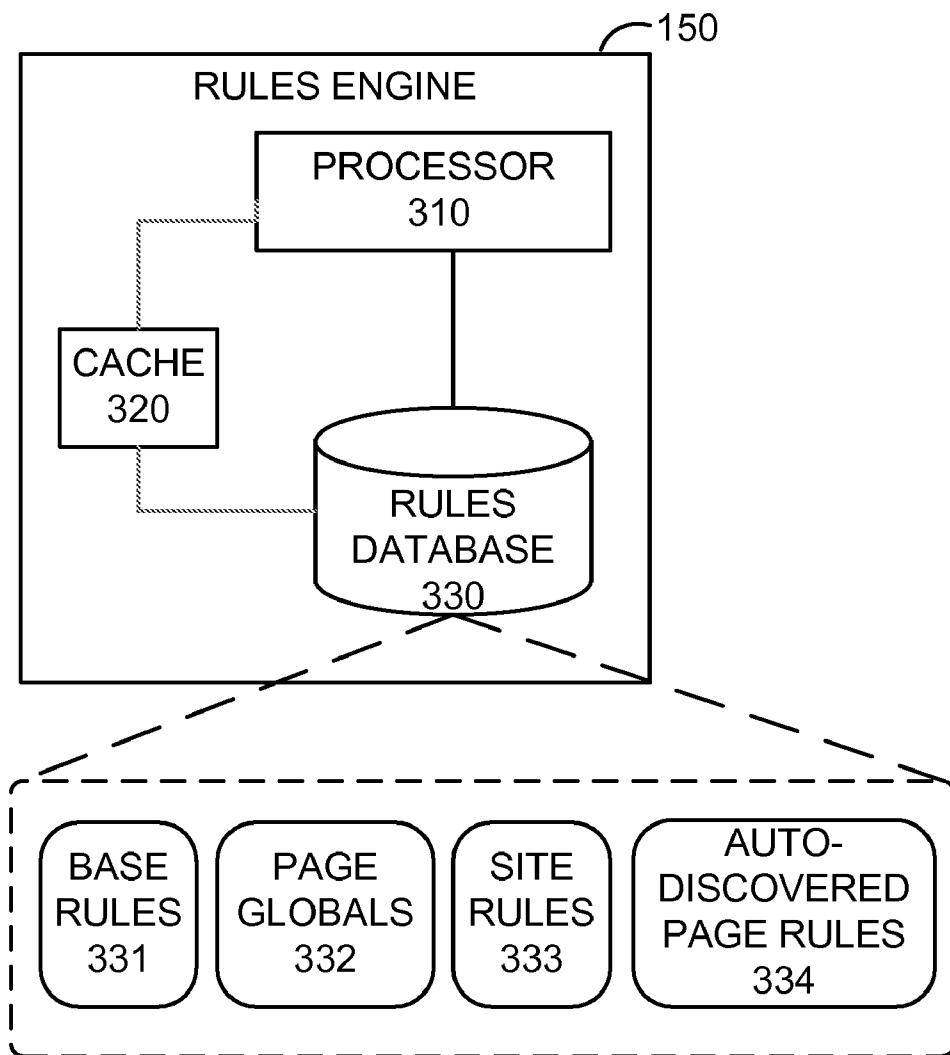 150
RULES ENGINE
PROCESSOR
310
CACHE
320
RULES
DATABASE
330
BASE
RULES
331
PAGE
GLOBALS
332
SITE
RULES
333
AUTO-
DISCOVERED
PAGE RULES
334